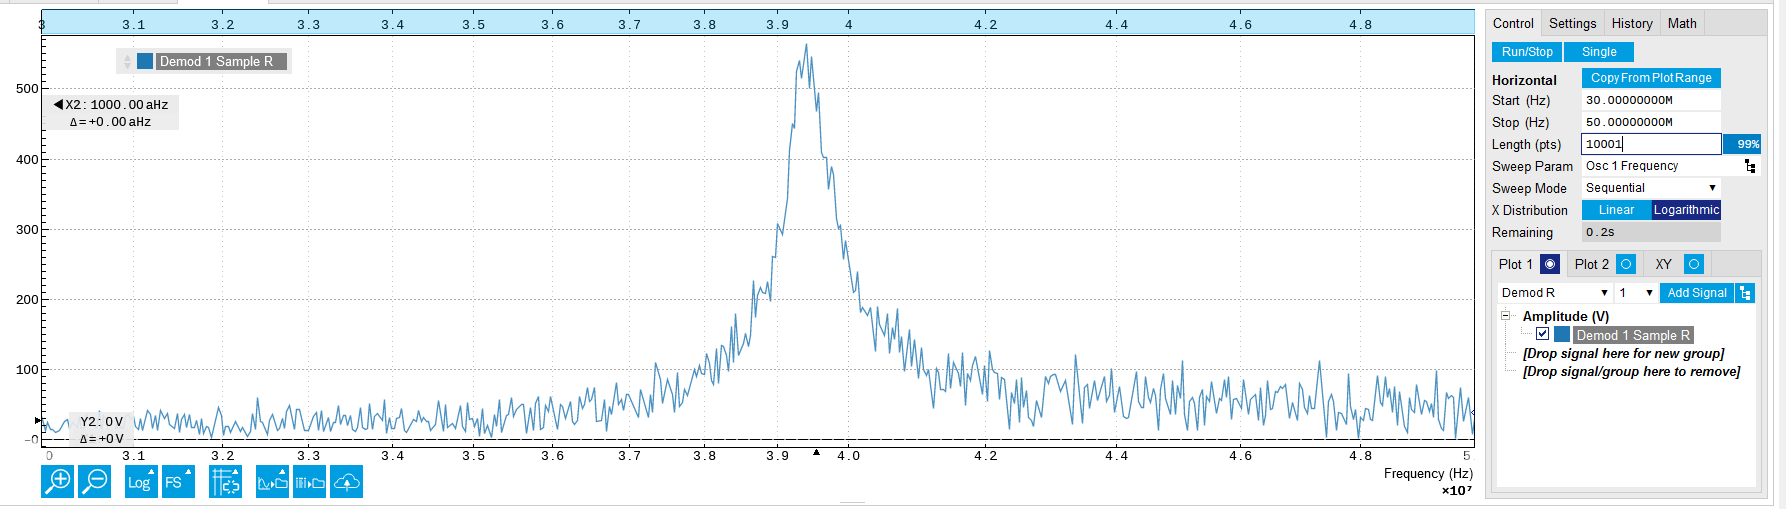 3 3.1 3.2 3.3 3.4 3.5 3.6 3.7 3.8 3.9 4 4.2 4.4 4.6 4.8
Demod 1 Sample R
500
X2: 1000.00 aHz
Δ = +0.00 aHz
400
300
200
100
Y2: 0 V
Δ = +0 V
-0
0 3.1 3.2 3.3 3.4 3.5 3.6 3.7 3.8 3.9 4.0 4.2 4.4 4.6 4.8 5.
Frequency (Hz)
×10⁷
Log FS
Control Settings History Math
Run/Stop Single
Horizontal Copy From Plot Range
Start (Hz) 30.00000000M
Stop (Hz) 50.00000000M
Length (pts) 10001 99%
Sweep Param Osc 1 Frequency
Sweep Mode Sequential
X Distribution Linear Logarithmic
Remaining 0.2s
Plot 1 Plot 2 XY
Demod R 1 Add Signal
Amplitude (V)
Demod 1 Sample R
[Drop signal here for new group]
[Drop signal/group here to remove]